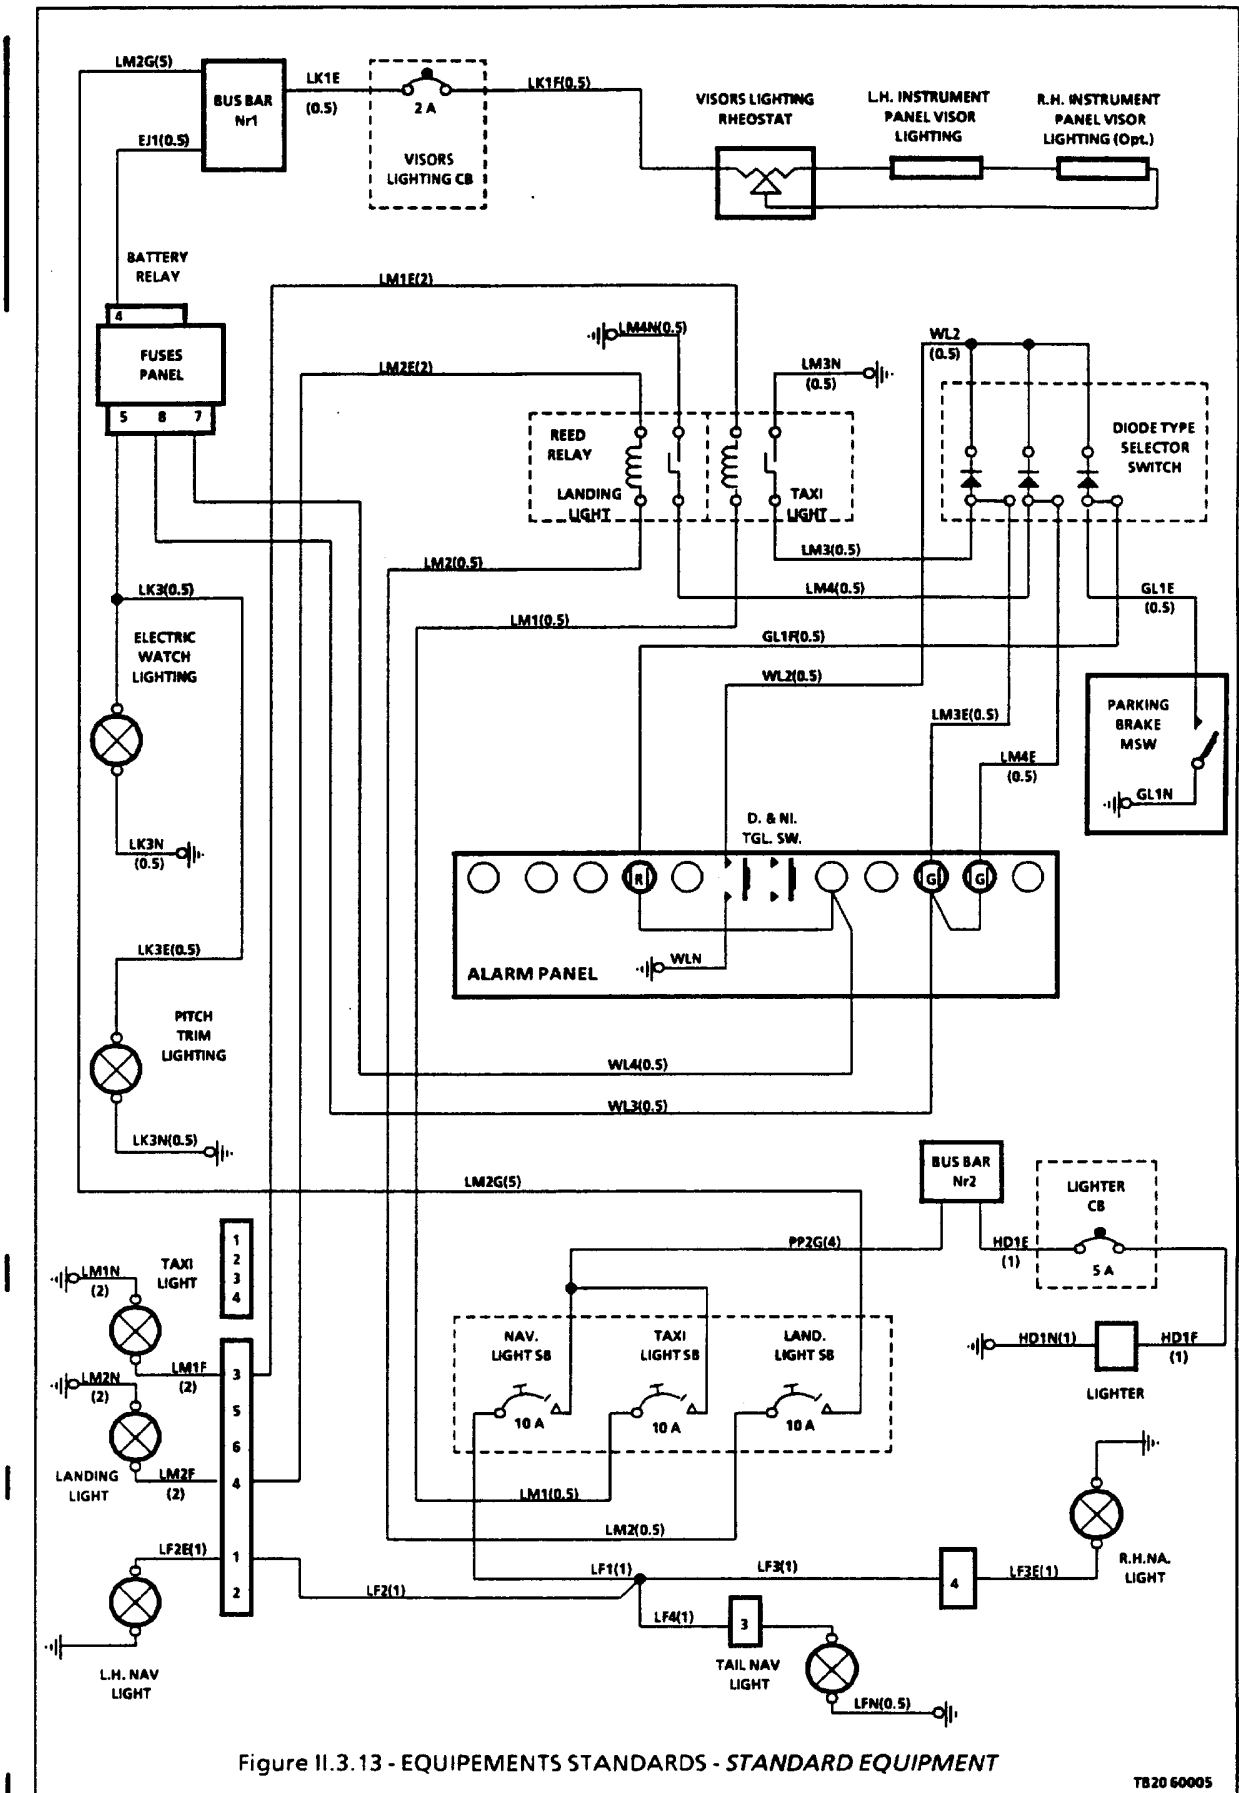 LM2G(5)
BUS BAR
Nr1
LK1E
(0.5)
2 A
VISORS
LIGHTING CB
LK1F(0.5)
VISORS LIGHTING
RHEOSTAT
L.H. INSTRUMENT
PANEL VISOR
LIGHTING
R.H. INSTRUMENT
PANEL VISOR
LIGHTING (Opt.)
EJ1(0.5)
BATTERY
RELAY
4
FUSES
PANEL
5 8 7
LM1E(2)
LM4N(0.5)
LM2E(2)
LM3N
(0.5)
WL2
(0.5)
REED
RELAY
LANDING
LIGHT
TAXI
LIGHT
DIODE TYPE
SELECTOR
SWITCH
LM3(0.5)
LM2(0.5)
LM4(0.5)
LM1(0.5)
GL1F(0.5)
WL2(0.5)
GL1E
(0.5)
LK3(0.5)
ELECTRIC
WATCH
LIGHTING
LM3E(0.5)
LM4E
(0.5)
PARKING
BRAKE
MSW
GL1N
LK3N
(0.5)
D. & NI.
TGL. SW.
R
G
G
WLN
ALARM PANEL
LK3E(0.5)
PITCH
TRIM
LIGHTING
WL4(0.5)
WL3(0.5)
LK3N(0.5)
LM2G(5)
BUS BAR
Nr2
LIGHTER
CB
5 A
PP2G(4)
HD1E
(1)
HD1N(1)
HD1F
(1)
LIGHTER
1
2
3
4
TAXI
LIGHT
LM1N
(2)
LM1F
(2)
LM2N
(2)
3
5
6
4
1
2
LANDING
LIGHT
LM2F
(2)
NAV.
LIGHT SB
10 A
TAXI
LIGHT SB
10 A
LAND.
LIGHT SB
10 A
LM1(0.5)
LM2(0.5)
LF2E(1)
LF2(1)
LF1(1)
LF3(1)
4
LF3E(1)
R.H.NA.
LIGHT
LF4(1)
3
TAIL NAV
LIGHT
LFN(0.5)
L.H. NAV
LIGHT
Figure II.3.13 - EQUIPEMENTS STANDARDS - STANDARD EQUIPMENT
TB20 60005